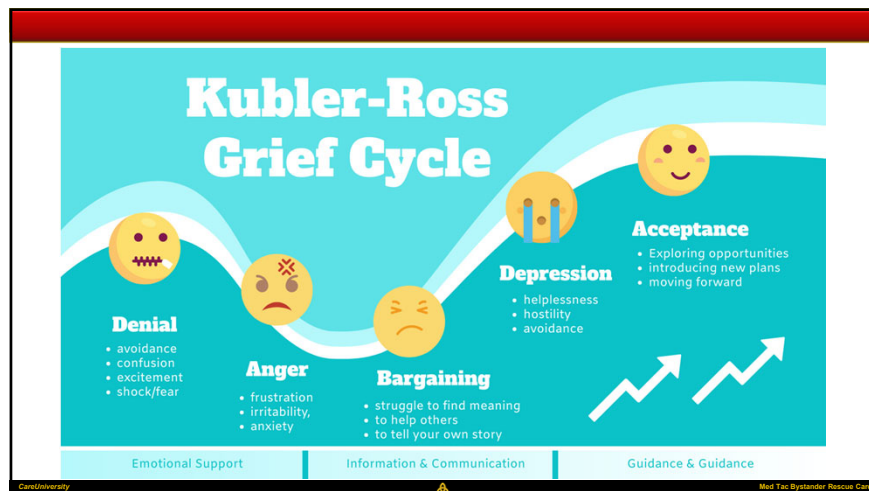 Kubler-Ross
Grief Cycle
Denial
• avoidance
• confusion
• excitement
• shock/fear
Anger
• frustration
• irritability,
• anxiety
Bargaining
• struggle to find meaning
• to help others
• to tell your own story
Depression
• helplessness
• hostility
• avoidance
Acceptance
• Exploring opportunities
• introducing new plans
• moving forward
Emotional Support
Information & Communication
Guidance & Guidance
CareUniversity
Med Tac Bystander Rescue Care